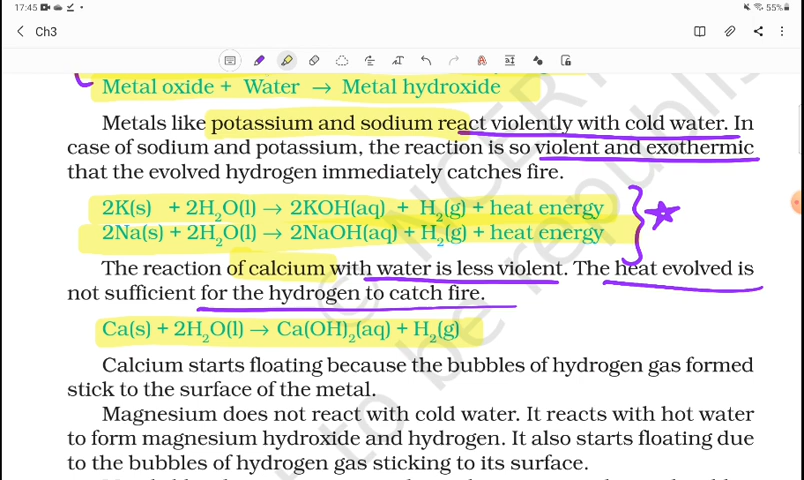 17:45
55%
Ch3
Metal oxide + Water → Metal hydroxide
Metals like potassium and sodium react violently with cold water. In
case of sodium and potassium, the reaction is so violent and exothermic
that the evolved hydrogen immediately catches fire.
2K(s) + 2H₂O(l) → 2KOH(aq) + H₂(g) + heat energy
2Na(s) + 2H₂O(l) → 2NaOH(aq) + H₂(g) + heat energy
The reaction of calcium with water is less violent. The heat evolved is
not sufficient for the hydrogen to catch fire.
Ca(s) + 2H₂O(l) → Ca(OH)₂(aq) + H₂(g)
Calcium starts floating because the bubbles of hydrogen gas formed
stick to the surface of the metal.
Magnesium does not react with cold water. It reacts with hot water
to form magnesium hydroxide and hydrogen. It also starts floating due
to the bubbles of hydrogen gas sticking to its surface.